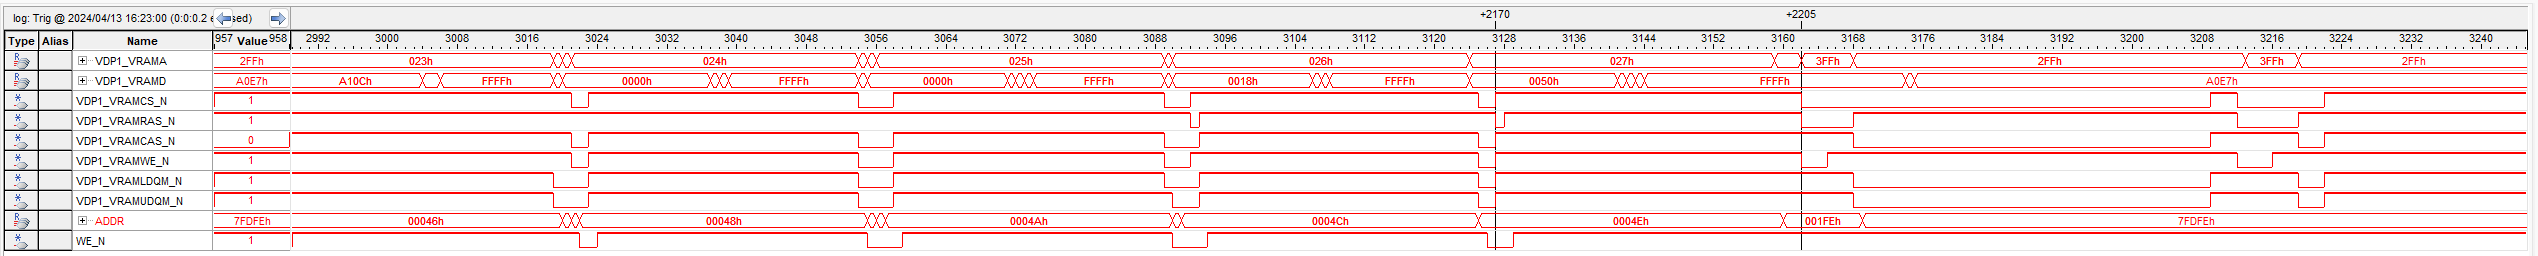 log: Trig @ 2024/04/13 16:23:00 (0:0:0.2 sed)
+2170 +2205
Type Alias Name 957 Value 958 2992 3000 3008 3016 3024 3032 3040 3048 3056 3064 3072 3080 3088 3096 3104 3112 3120 3128 3136 3144 3152 3160 3168 3176 3184 3192 3200 3208 3216 3224 3232 3240
VDP1_VRAMA 2FFh 023h 024h 025h 026h 027h 3FFh 2FFh 3FFh 2FFh
VDP1_VRAMD A0E7h A10Ch FFFFh 0000h FFFFh 0000h FFFFh 0018h FFFFh 0050h FFFFh A0E7h
VDP1_VRAMCS_N 1
VDP1_VRAMRAS_N 1
VDP1_VRAMCAS_N 0
VDP1_VRAMWE_N 1
VDP1_VRAMLDQM_N 1
VDP1_VRAMUDQM_N 1
ADDR 7FDFEh 00046h 00048h 0004Ah 0004Ch 0004Eh 001FEh 7FDFEh
WE_N 1